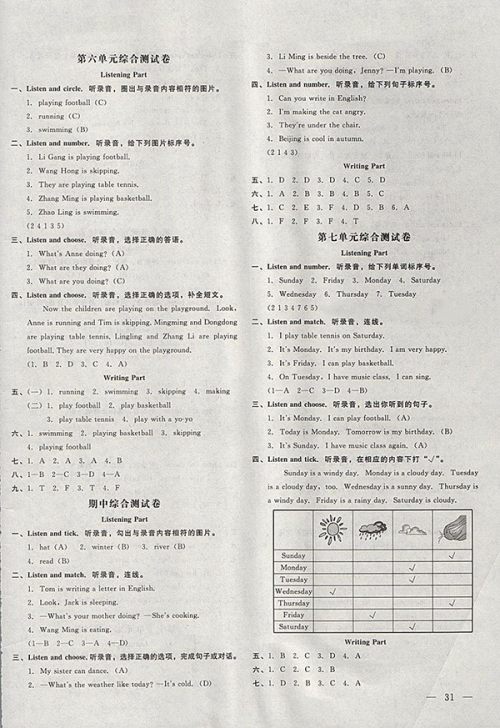 第六单元综合测试卷
Listening Part
一、Listen and circle. 听录音，圈出与录音内容相符的图片。
1. playing football (C)
2. running (C)
3. swimming (B)
二、Listen and number. 听录音，给下列图片标序号。
1. Li Gang is playing football.
2. Wang Hong is skipping.
3. They are playing table tennis.
4. Zhang Ming is playing basketball.
5. Zhao Ling is swimming.
(2 4 1 3 5)
三、Listen and choose. 听录音，选择正确的答语。
1. What's Anne doing? (A)
2. What are they doing? (A)
3. What are you doing? (C)
四、Listen and choose. 听录音，选择正确的选项，补全短文。
Now the children are playing on the playground. Look,
Anne is running and Tim is skipping. Mingming and Dongdong
are playing table tennis. Lingling and Zhang Li are playing
football. They are very happy on the playground.
(1. B 2. D 3. C 4. A)
Writing Part
五、(一) 1. running 2. swimming 3. skipping 4. making
(二) 1. play football 2. play basketball
3. play table tennis 4. play with a yo-yo
六、1. swimming 2. playing basketball 3. skipping
4. playing football
七、1. A 2. A 3. A 4. B
八、1—B 2—C 3—D 4—A
九、1. T 2. F 3. T 4. F
期中综合测试卷
Listening Part
一、Listen and tick. 听录音，勾出与录音内容相符的图片。
1. hat (A) 2. winter (B) 3. river (B)
4. read (B)
二、Listen and match. 听录音，连线。
1. Tom is writing a letter in English.
2. Look, Jack is sleeping.
3. —What's your mother doing? —She's cooking.
4. Wang Ming is eating.
(1—B 2—C 3—A 4—D)
三、Listen and choose. 听录音，选择正确的选项，完成句子或对话。
1. My sister can dance. (A)
2. —What's the weather like today? —It's cold. (D)
3. Li Ming is beside the tree. (C)
4. —What are you doing, Jenny? —I'm playing. (B)
四、Listen and number. 听录音，给下列句子标序号。
1. Can you write in English?
2. I'm making the cat angry.
3. They're under the chair.
4. Beijing is cool in autumn.
(2 1 4 3)
Writing Part
五、1. D 2. D 3. D 4. C 5. D
六、1. A 2. B 3. B 4. B 5. C
七、1. C 2. E 3. F 4. D 5. B 6. A
八、1. F 2. F 3. F 4. T
第七单元综合测试卷
Listening Part
一、Listen and number. 听录音，给下列单词标序号。
1. Sunday 2. Friday 3. Monday 4. Saturday
5. Wednesday 6. Thursday 7. Tuesday
(2 1 3 4 7 6 5)
二、Listen and match. 听录音，连线。
1. I play table tennis on Saturday.
2. It's Monday. It's my birthday. I am very happy.
3. It's Friday. I can play basketball.
4. On Tuesday, I have music class. I can sing.
(1—A 2—C 3—D 4—B)
三、Listen and choose. 听录音，选出你听到的句子。
1. It's Monday. I can play football. (A)
2. Today is Monday. Tomorrow is my birthday. (B)
3. It's Sunday. I have music class again. (A)
四、Listen and tick. 听录音，在相应的内容下打“√”。
Sunday is a windy day. Monday is a cloudy day. Tuesday
is a cloudy day, too. Wednesday is a sunny day. Thursday is
a windy day. Friday is a rainy day. Saturday is cloudy.
Sunday √
Monday √
Tuesday √
Wednesday √
Thursday √
Friday √
Saturday √
Writing Part
五、1. B 2. C 3. D 4. A
六、1. C 2. C 3. B
七、1. D 2. B 3. C 4. A
— 31 —